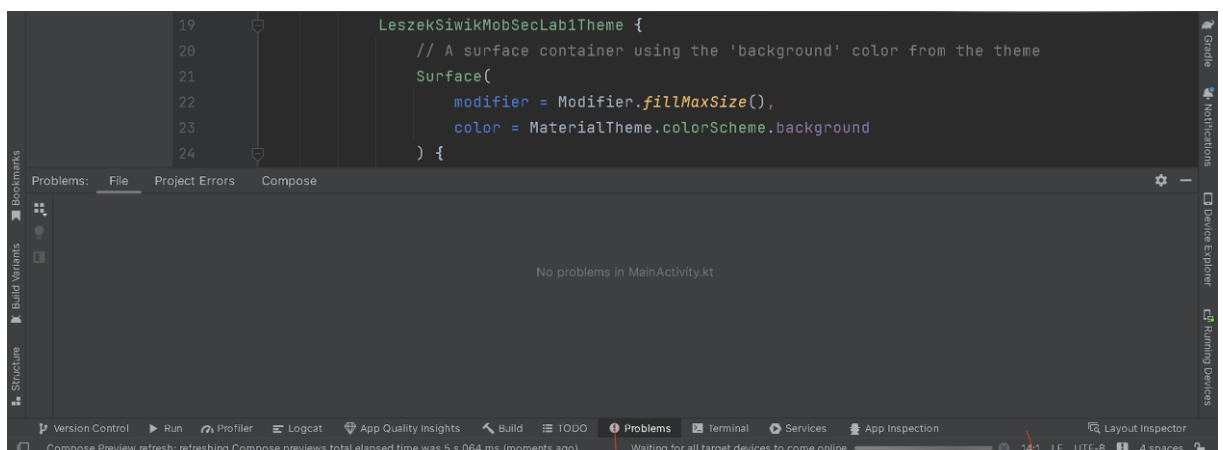 19 LeszekSiwikMobSecLab1Theme {
20 // A surface container using the 'background' color from the theme
21 Surface(
22 modifier = Modifier.fillMaxSize(),
23 color = MaterialTheme.colorScheme.background
24 ) {
Problems: File Project Errors Compose
No problems in MainActivity.kt
Bookmarks
Build Variants
Structure
Gradle
Notifications
Device Explorer
Running Devices
Version Control Run Profiler Logcat App Quality Insights Build TODO Problems Terminal Services App Inspection Layout Inspector
Compose Preview refresh: refreshing Compose previews total elapsed time was 5 s 064 ms (moments ago) Waiting for all target devices to come online 14:1 LF UTF-8 4 spaces